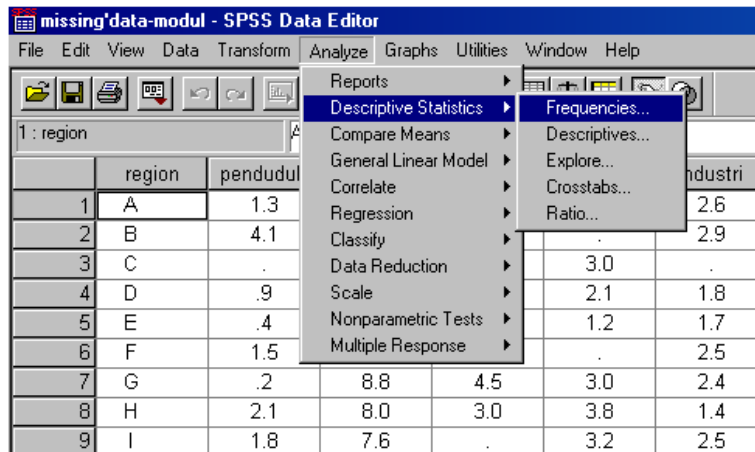 missing'data-modul - SPSS Data Editor
File Edit View Data Transform Analyze Graphs Utilities Window Help
Reports
Descriptive Statistics
Compare Means
General Linear Model
Correlate
Regression
Classify
Data Reduction
Scale
Nonparametric Tests
Multiple Response
Frequencies...
Descriptives...
Explore...
Crosstabs...
Ratio...
1 : region A
region pendudul ndustri
1 A 1.3 2.6
2 B 4.1 . 2.9
3 C . 3.0 .
4 D .9 2.1 1.8
5 E .4 1.2 1.7
6 F 1.5 . 2.5
7 G .2 8.8 4.5 3.0 2.4
8 H 2.1 8.0 3.0 3.8 1.4
9 I 1.8 7.6 . 3.2 2.5